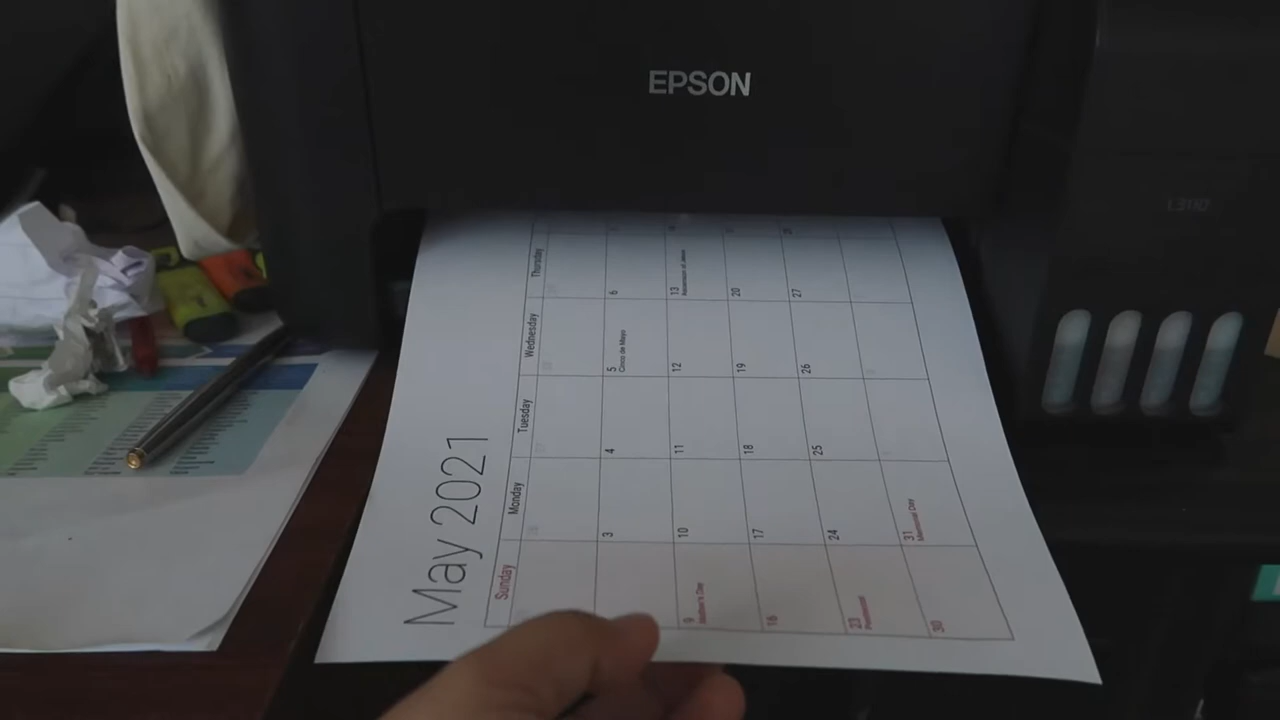 EPSON
May 2021
Sunday Monday Tuesday Wednesday Thursday
3 4 5 6
Cinco de Mayo
9 10 11 12 13
Mother's Day
16 17 18 19 20
23 24 25 26 27
Pentecost
30 31
Memorial Day